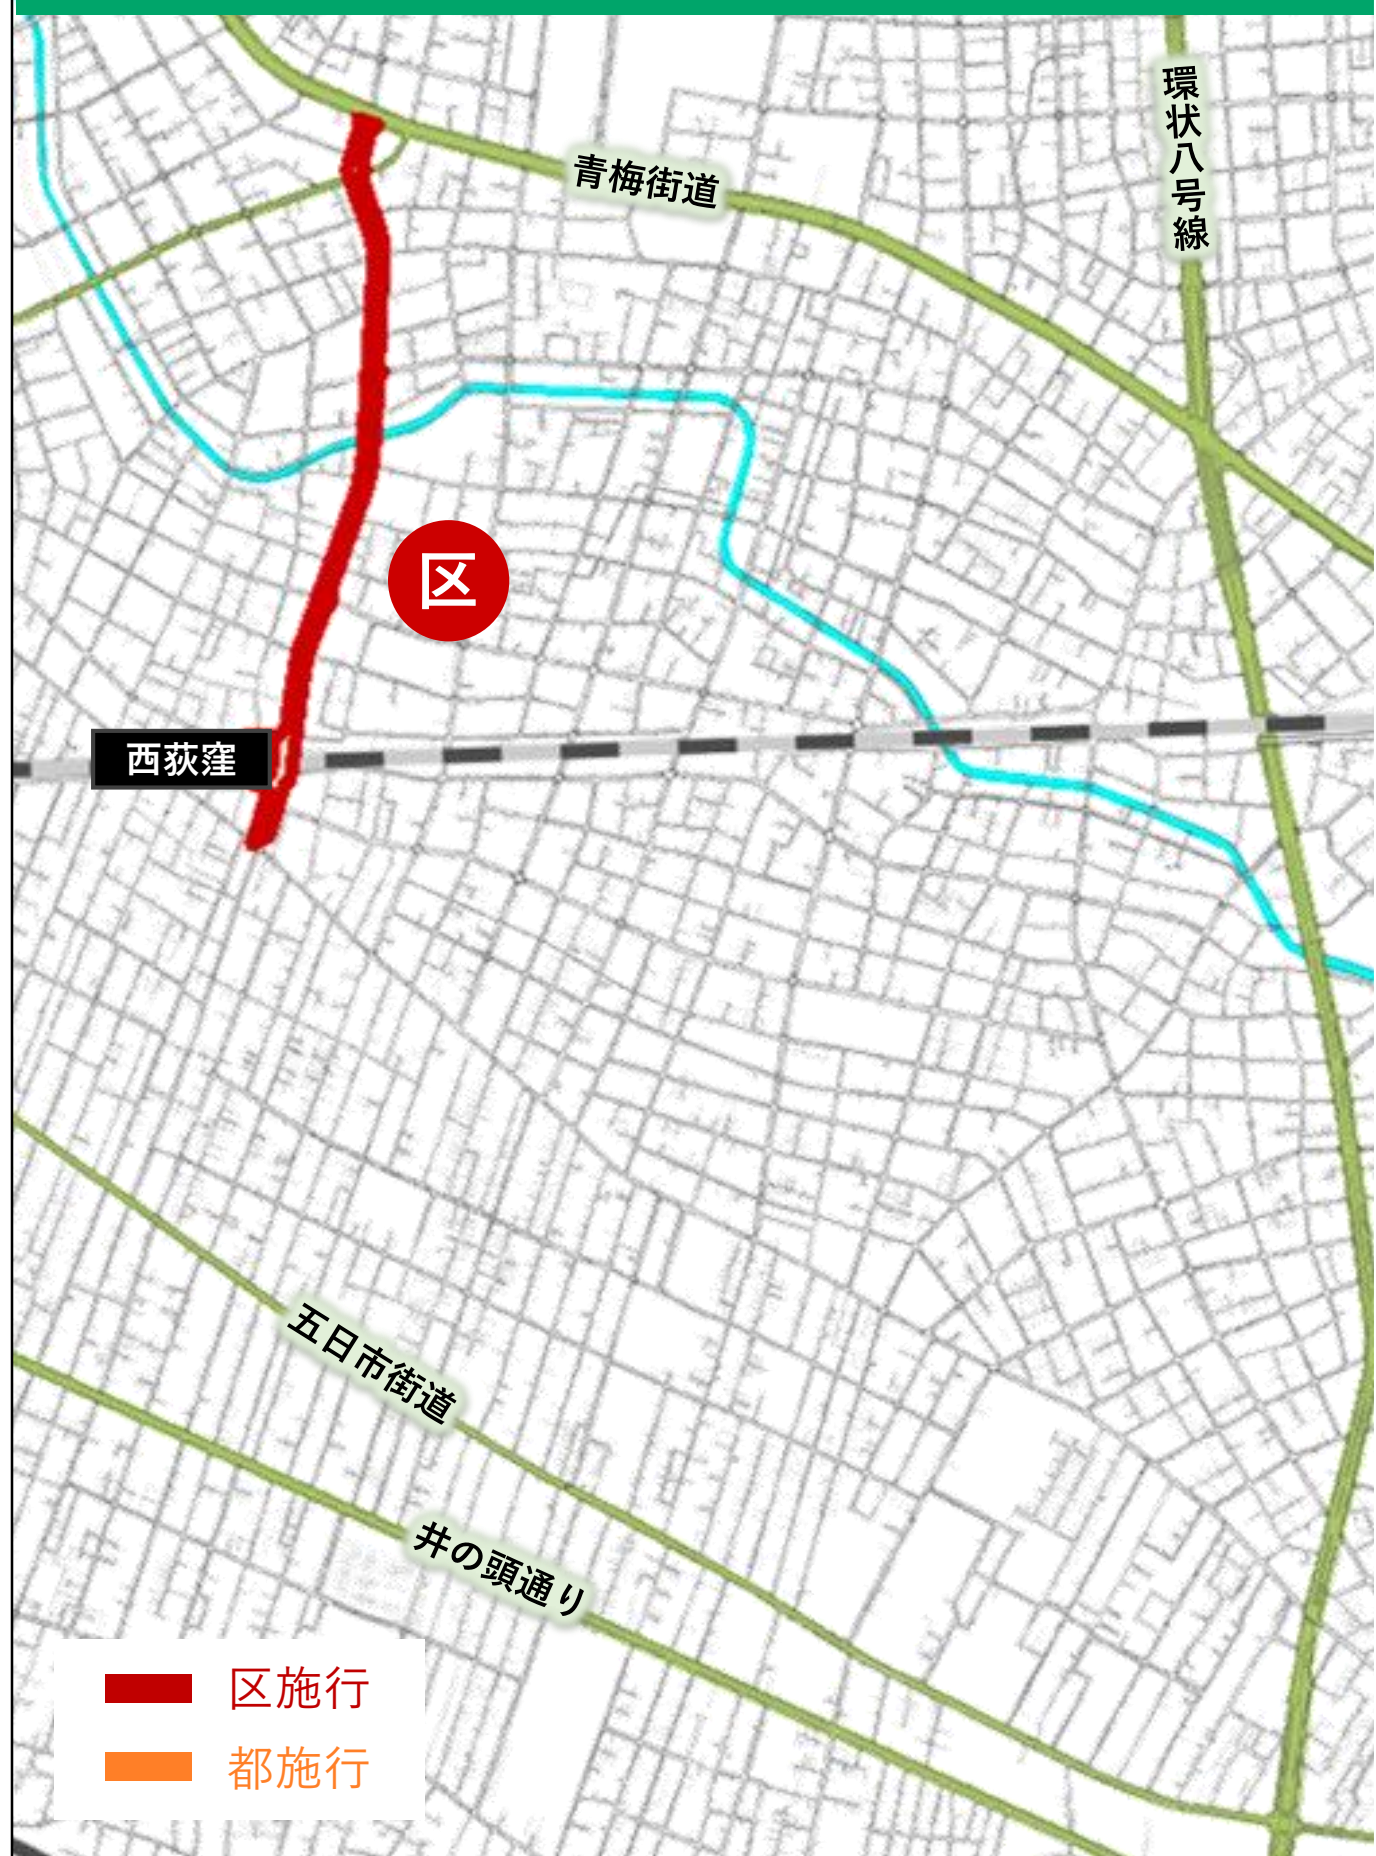 環状八号線
青梅街道
区
西荻窪
五日市街道
井の頭通り
区施行
都施行